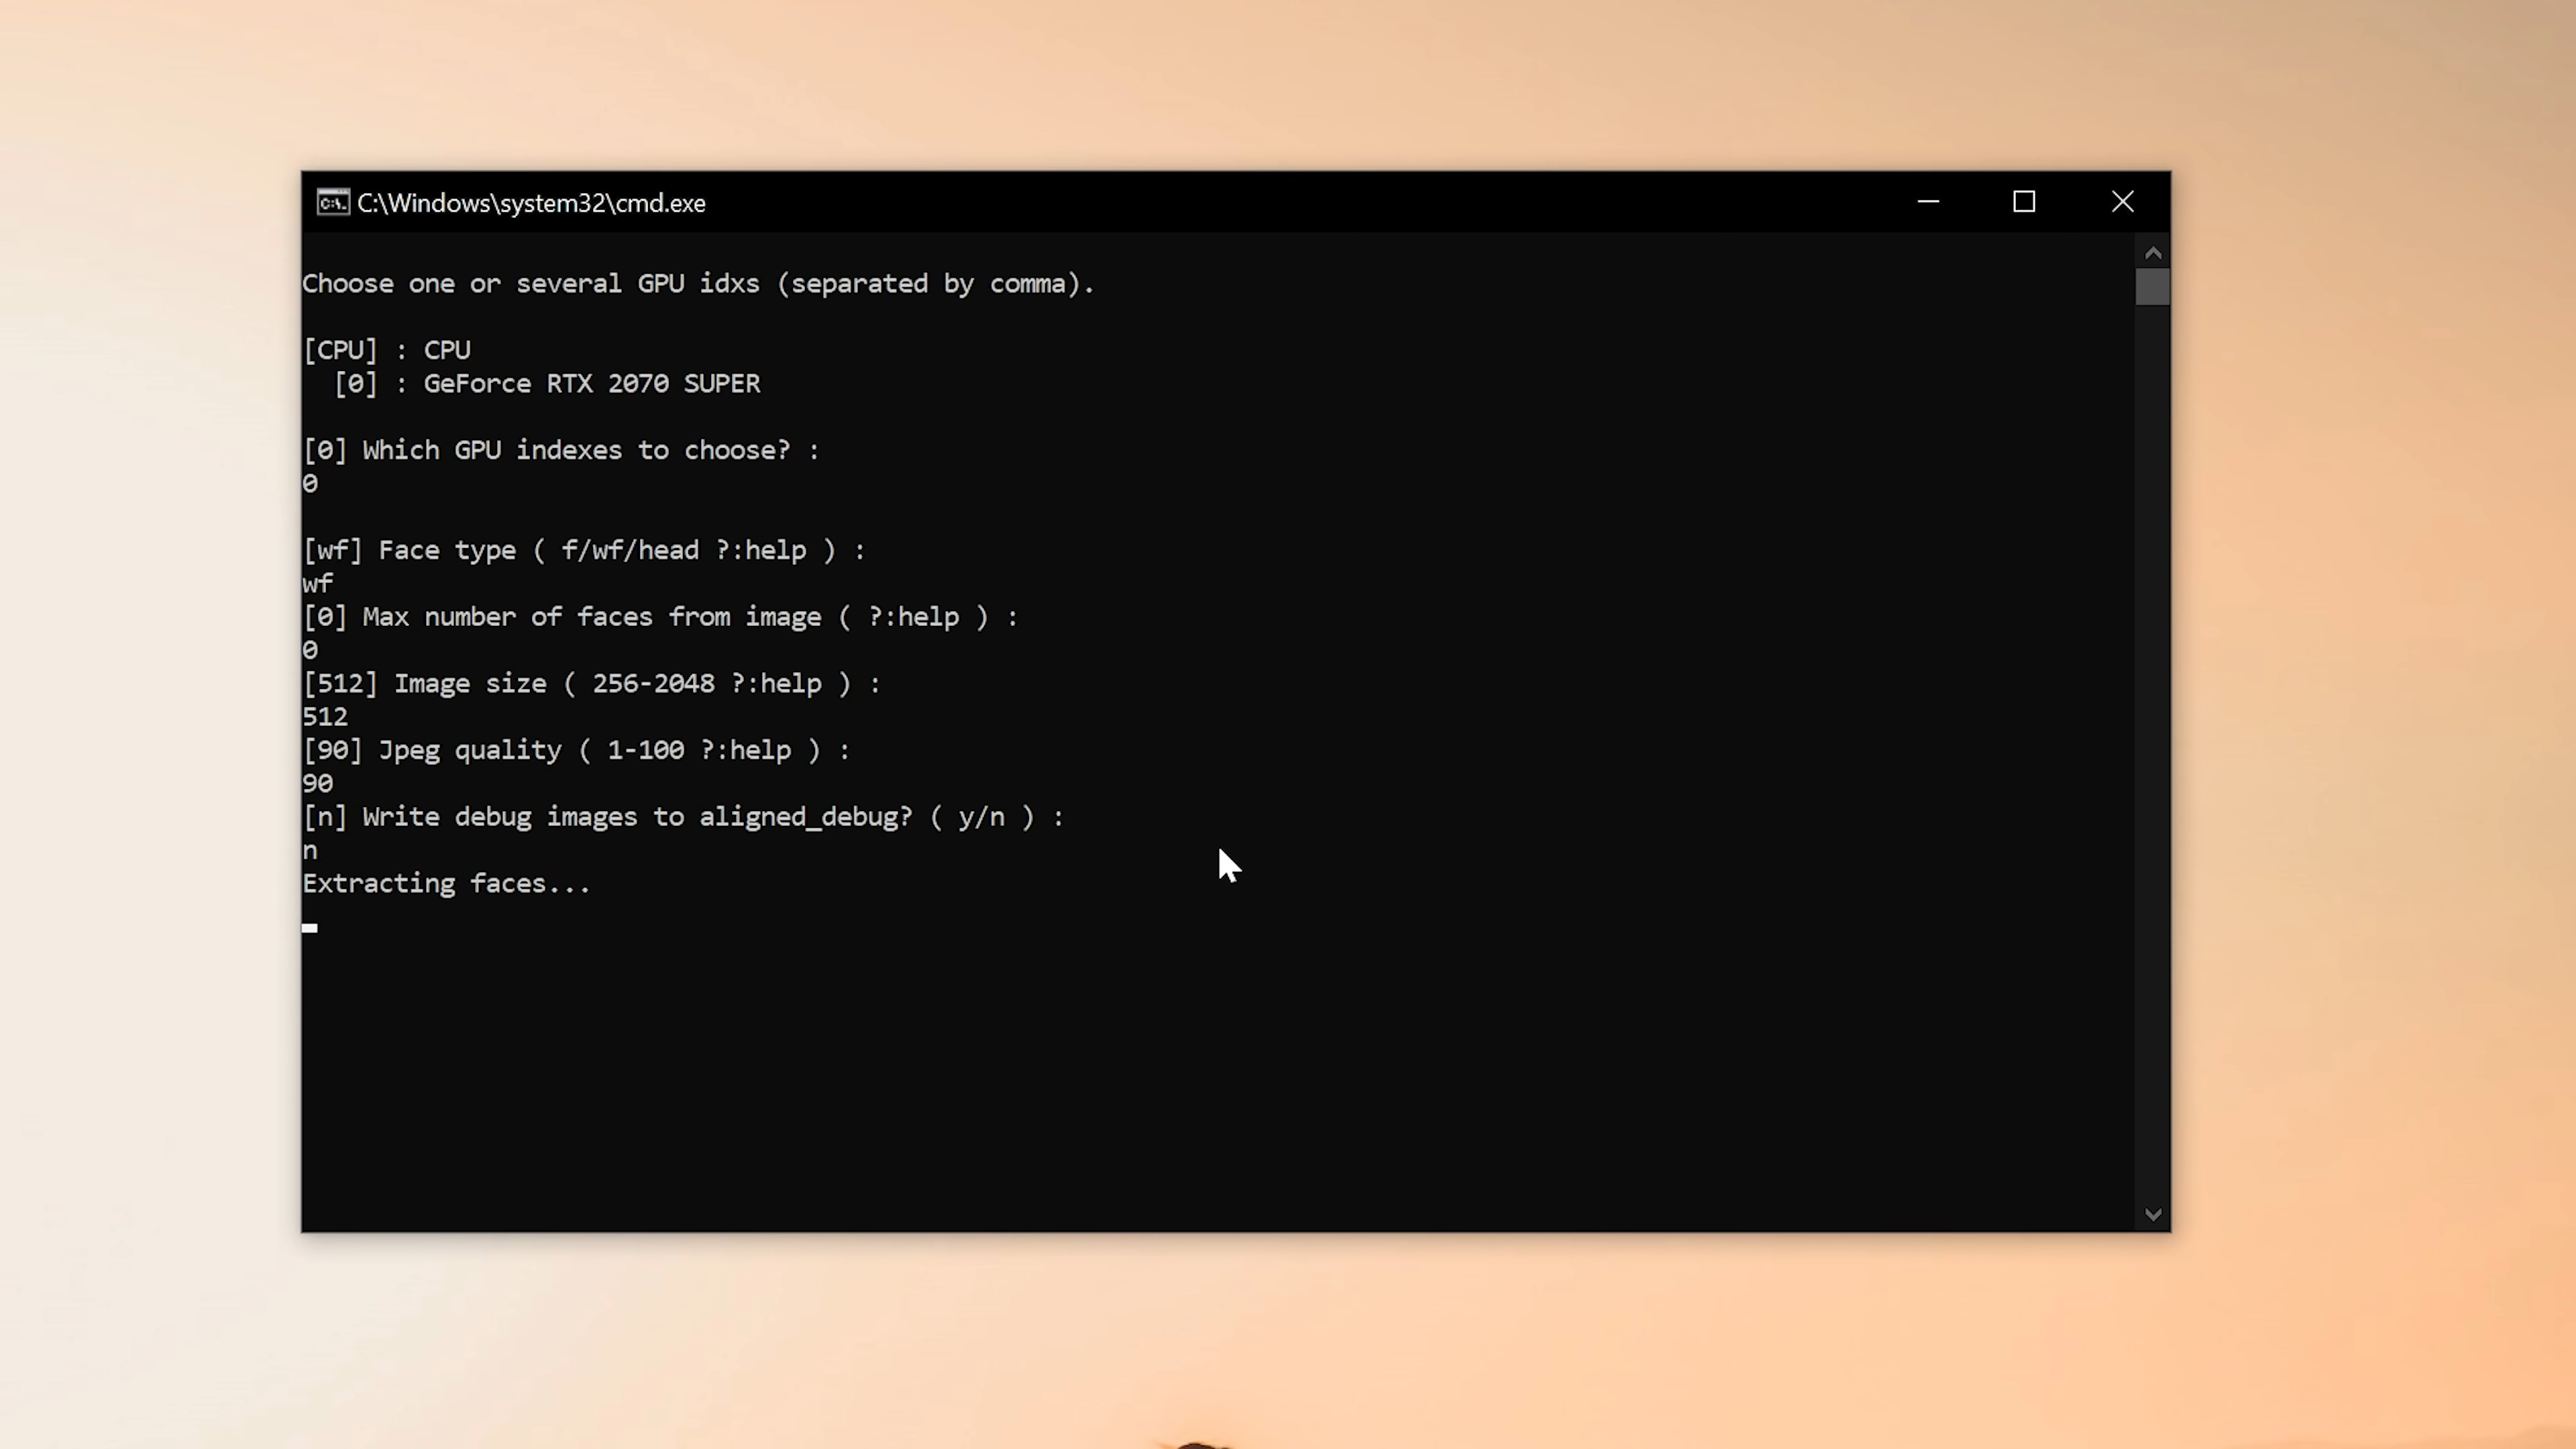 C:\Windows\system32\cmd.exe
Choose one or several GPU idxs (separated by comma).
[CPU] : CPU
[0] : GeForce RTX 2070 SUPER
[0] Which GPU indexes to choose? :
0
[wf] Face type ( f/wf/head ?:help ) :
wf
[0] Max number of faces from image ( ?:help ) :
0
[512] Image size ( 256-2048 ?:help ) :
512
[90] Jpeg quality ( 1-100 ?:help ) :
90
[n] Write debug images to aligned_debug? ( y/n ) :
n
Extracting faces...